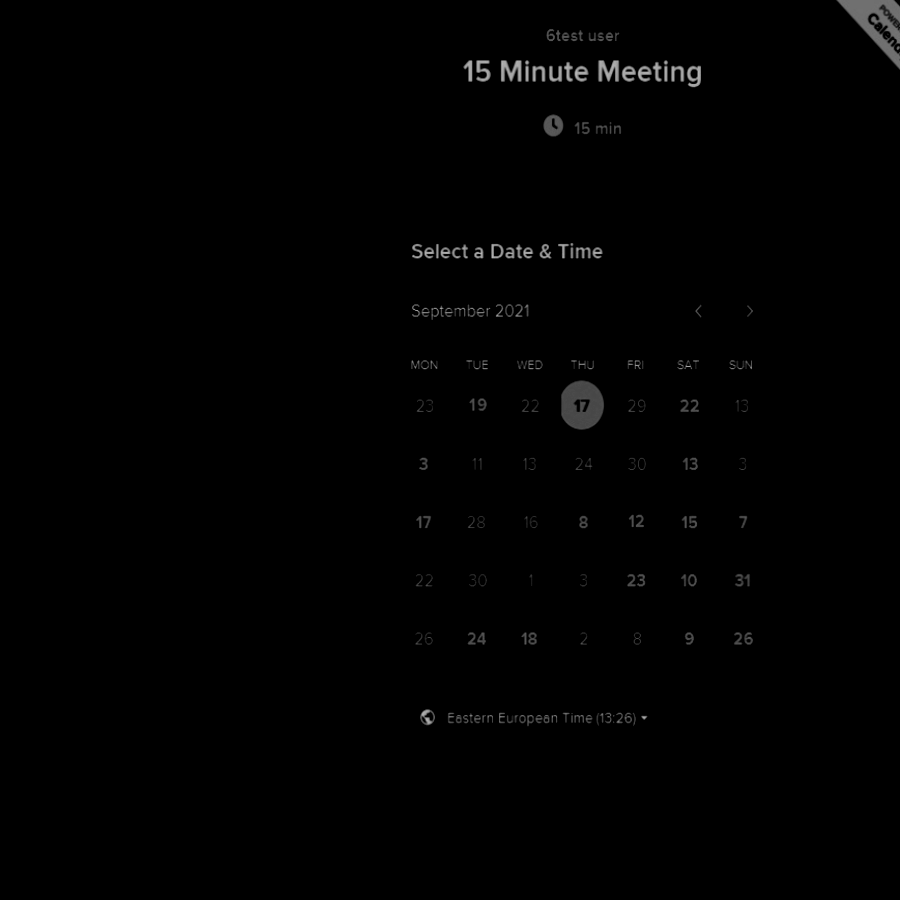 POWER
Calend
6test user
15 Minute Meeting
15 min
Select a Date & Time
September 2021
MON TUE WED THU FRI SAT SUN
23 19 22 17 29 22 13
3 11 13 24 30 13 3
17 28 16 8 12 15 7
22 30 1 3 23 10 31
26 24 18 2 8 9 26
Eastern European Time (13:26)